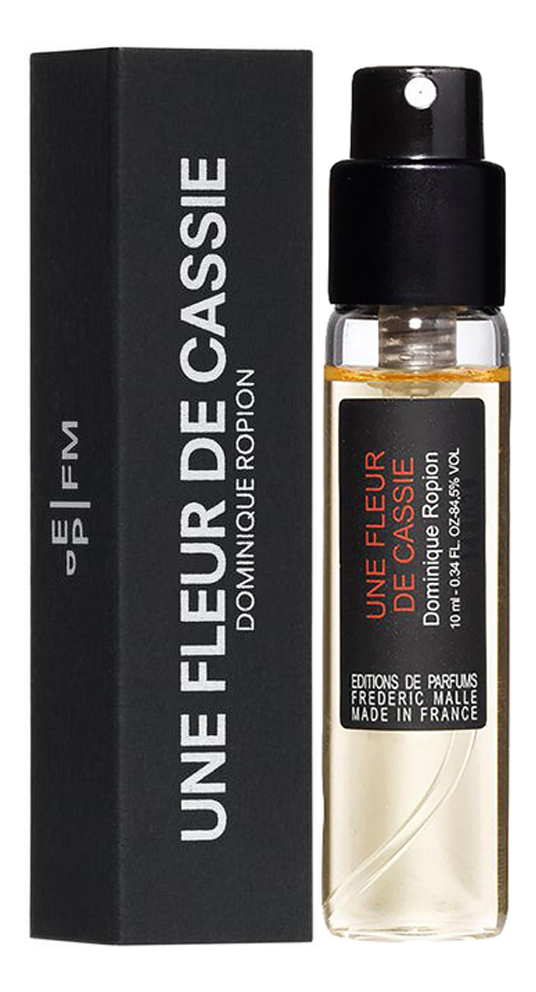 EDP|FM
UNE FLEUR DE CASSIE
DOMINIQUE ROPION
UNE FLEUR
DE CASSIE
Dominique Ropion
10 ml - 0.34 FL. OZ-84,5% VOL
EDITIONS DE PARFUMS
FREDERIC MALLE
MADE IN FRANCE